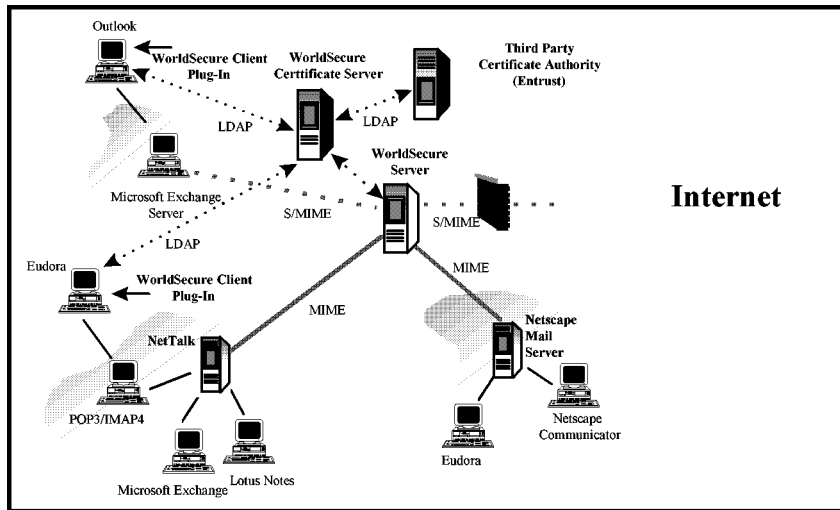 Outlook
WorldSecure Client
Plug-In
WorldSecure
Certtificate Server
Third Party
Certificate Authority
(Entrust)
LDAP
LDAP
WorldSecure
Server
Microsoft Exchange
Server
S/MIME
S/MIME
Internet
LDAP
Eudora
WorldSecure Client
Plug-In
MIME
MIME
NetTalk
Netscape
Mail
Server
POP3/IMAP4
Netscape
Communicator
Eudora
Microsoft Exchange
Lotus Notes